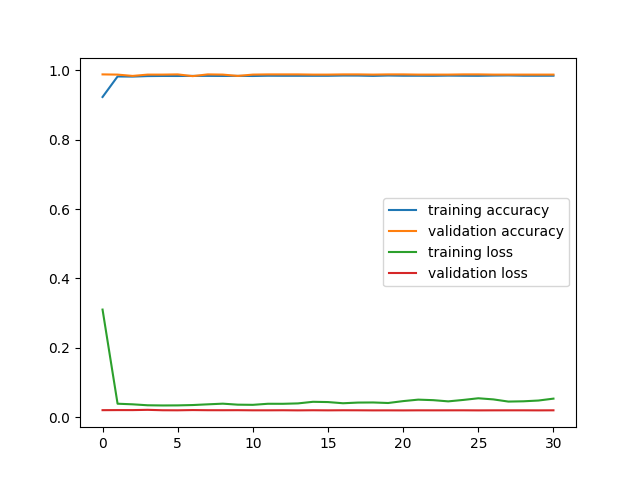 1.0
0.8
0.6
0.4
0.2
0.0
0 5 10 15 20 25 30
training accuracy
validation accuracy
training loss
validation loss